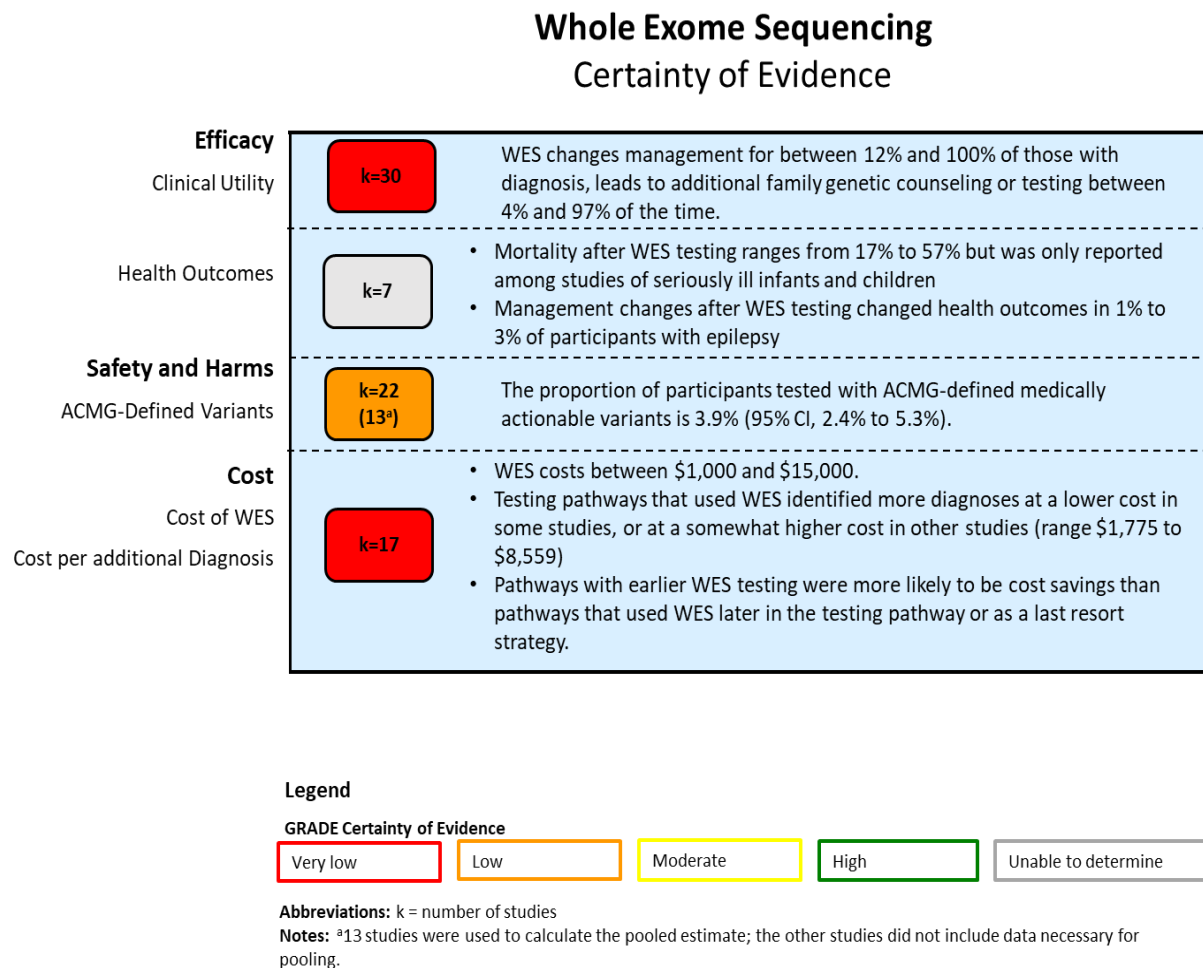 Whole Exome Sequencing
Certainty of Evidence
Efficacy
Clinical Utility
k=30
WES changes management for between 12% and 100% of those with
diagnosis, leads to additional family genetic counseling or testing between
4% and 97% of the time.
Health Outcomes
k=7
• Mortality after WES testing ranges from 17% to 57% but was only reported
among studies of seriously ill infants and children
• Management changes after WES testing changed health outcomes in 1% to
3% of participants with epilepsy
Safety and Harms
ACMG-Defined Variants
k=22
(13ᵃ)
The proportion of participants tested with ACMG-defined medically
actionable variants is 3.9% (95% CI, 2.4% to 5.3%).
Cost
Cost of WES
Cost per additional Diagnosis
k=17
• WES costs between $1,000 and $15,000.
• Testing pathways that used WES identified more diagnoses at a lower cost in
some studies, or at a somewhat higher cost in other studies (range $1,775 to
$8,559)
• Pathways with earlier WES testing were more likely to be cost savings than
pathways that used WES later in the testing pathway or as a last resort
strategy.
Legend
GRADE Certainty of Evidence
Very low
Low
Moderate
High
Unable to determine
Abbreviations: k = number of studies
Notes: ᵃ13 studies were used to calculate the pooled estimate; the other studies did not include data necessary for
pooling.